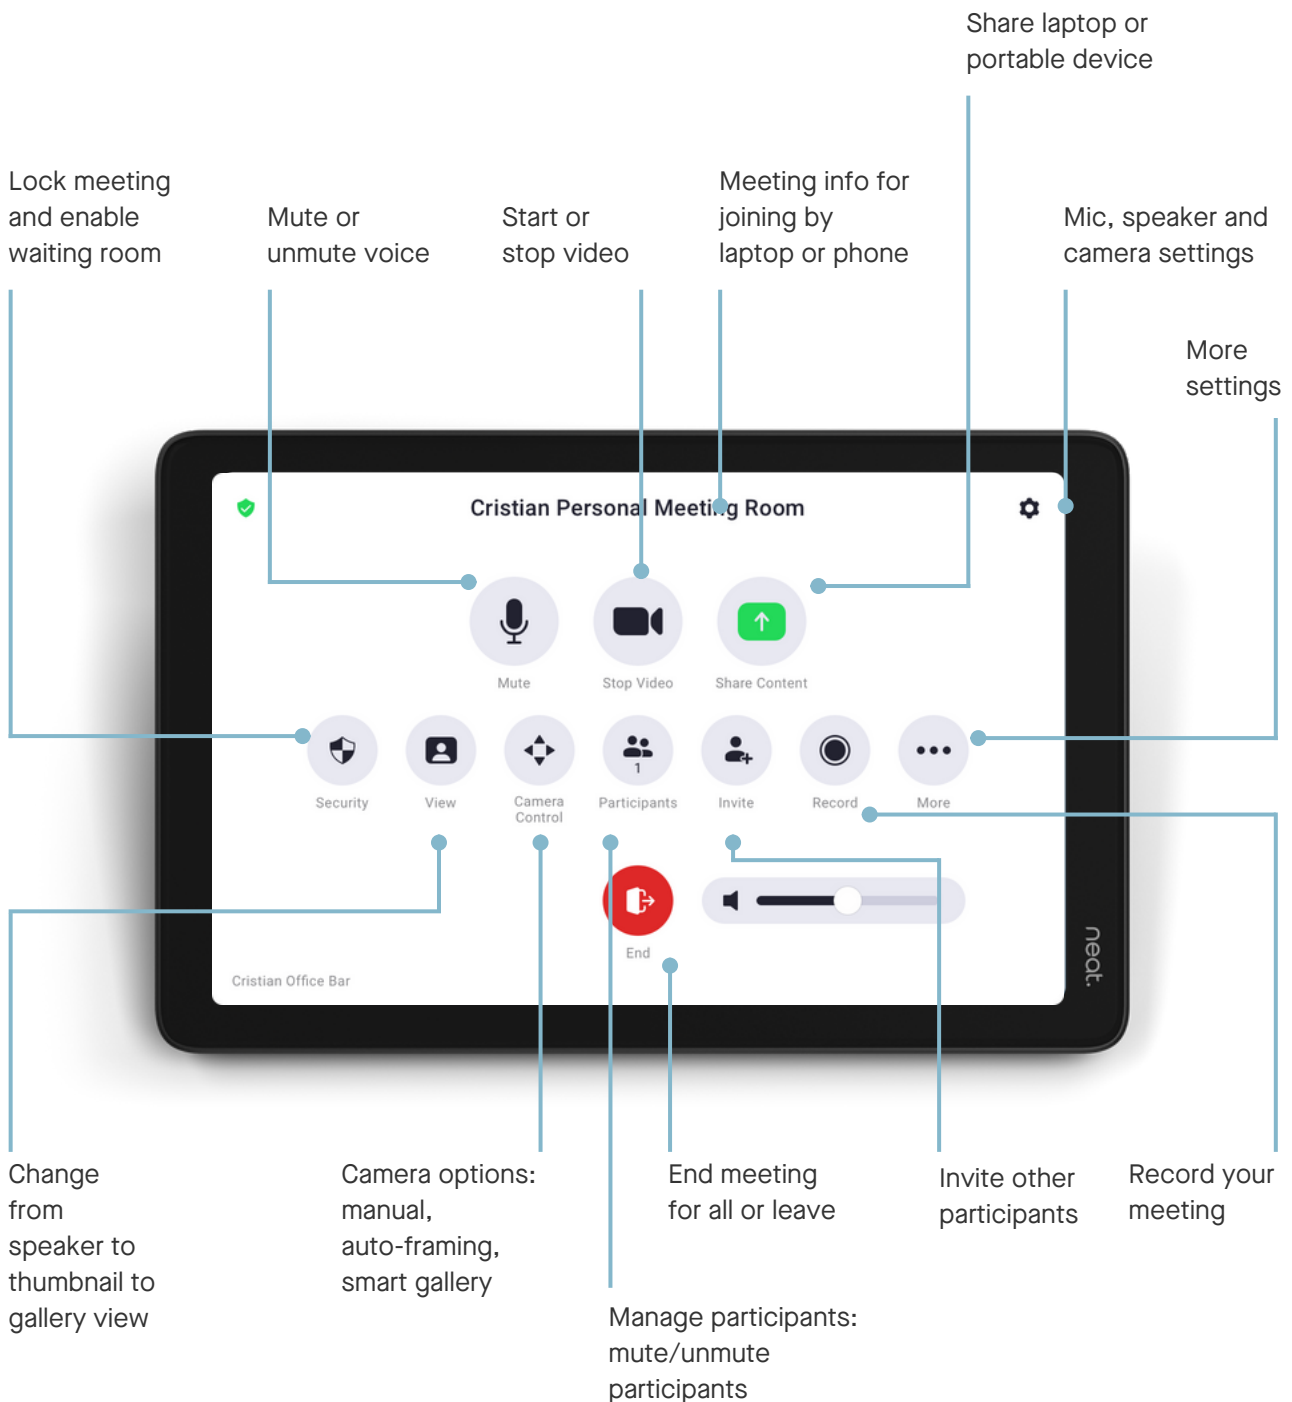 Share laptop or
portable device
Lock meeting
and enable
waiting room
Mute or
unmute voice
Start or
stop video
Meeting info for
joining by
laptop or phone
Mic, speaker and
camera settings
More
settings
Cristian Personal Meeting Room
Mute
Stop Video
Share Content
1
Security
View
Camera
Control
Participants
Invite
Record
More
End
Cristian Office Bar
neat.
Change
from
speaker to
thumbnail to
gallery view
Camera options:
manual,
auto-framing,
smart gallery
Manage participants:
mute/unmute
participants
End meeting
for all or leave
Invite other
participants
Record your
meeting